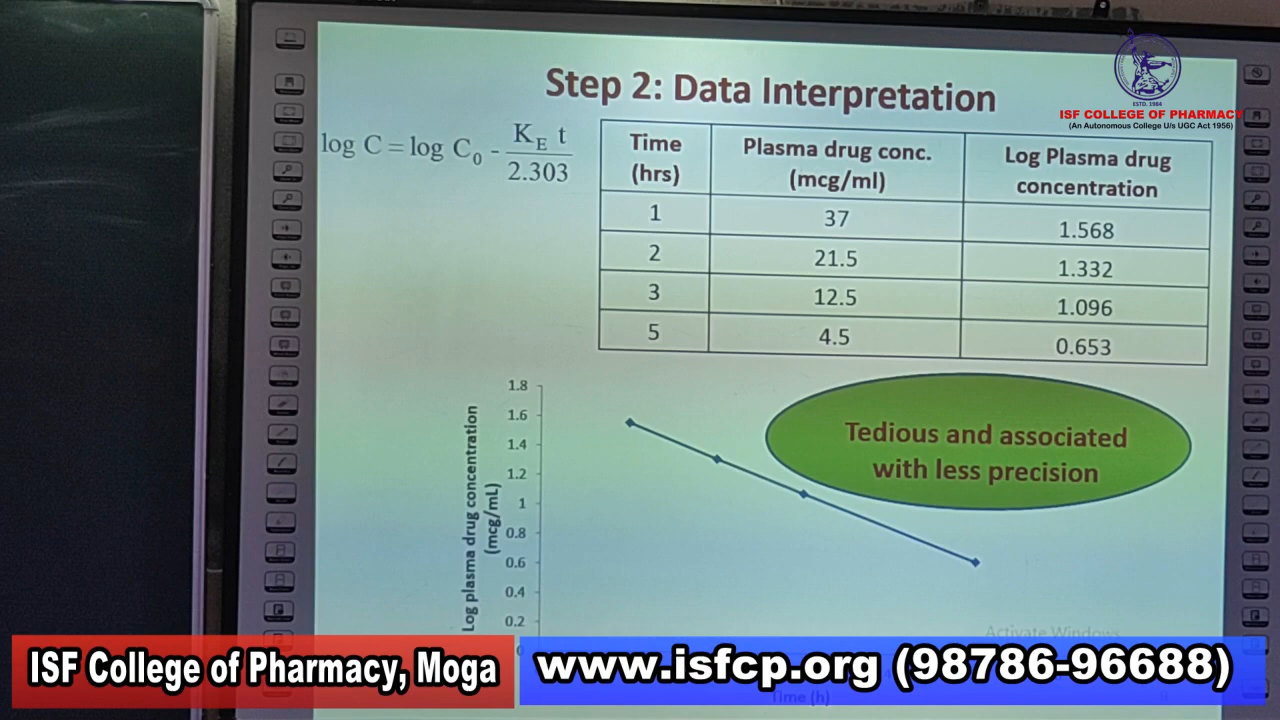 Step 2: Data Interpretation
ESTD. 1984
ISF COLLEGE OF PHARMACY
(An Autonomous College U/s UGC Act 1956)
log C = log C₀ - K_E t / 2.303
Time (hrs) Plasma drug conc. (mcg/ml) Log Plasma drug concentration
1 37 1.568
2 21.5 1.332
3 12.5 1.096
5 4.5 0.653
Tedious and associated
with less precision
Log plasma drug concentration
(mcg/mL)
1.8
1.6
1.4
1.2
1
0.8
0.6
0.4
0.2
0
Time (h)
Activate Windows
ISF College of Pharmacy, Moga
www.isfcp.org (98786-96688)